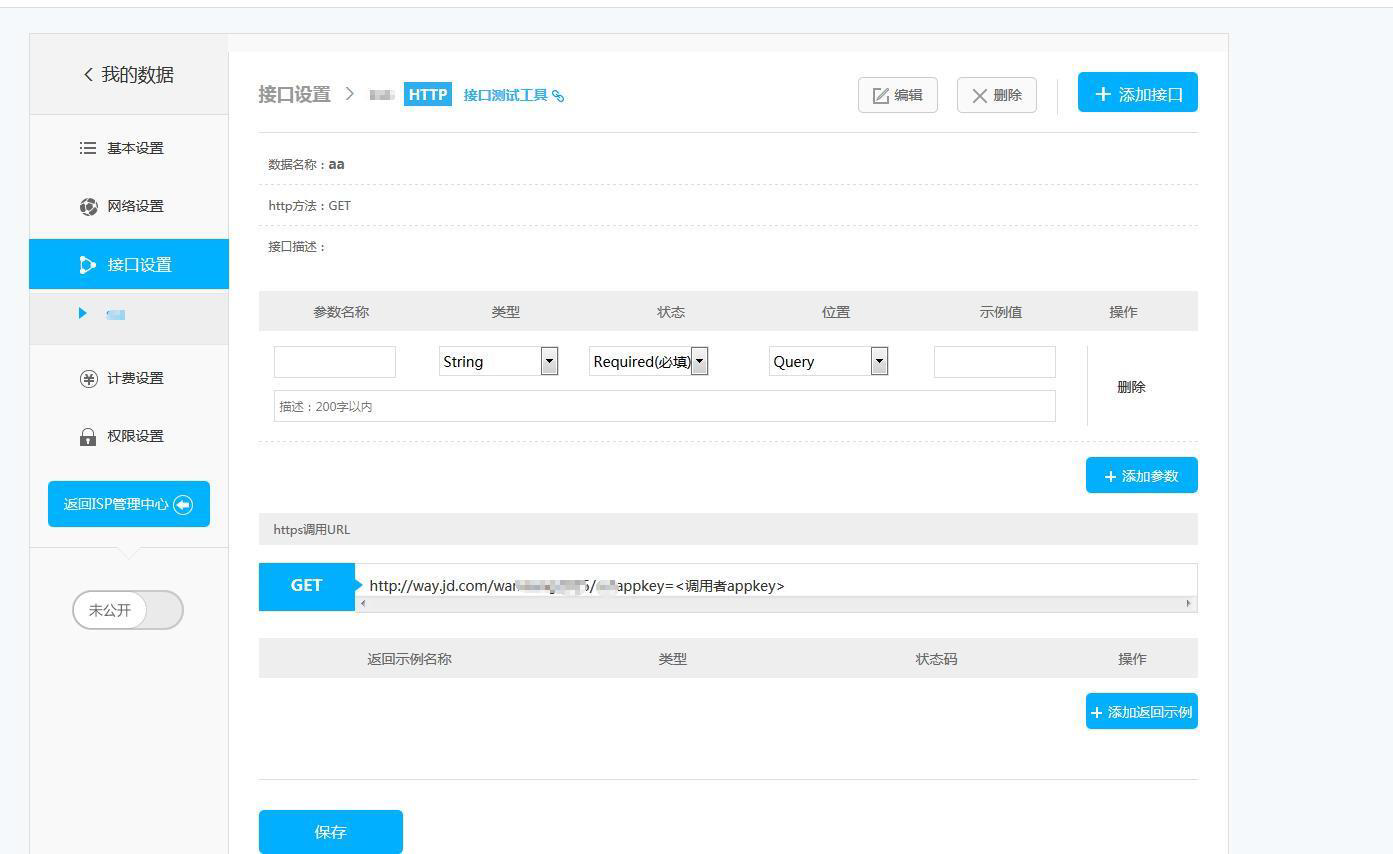 我的数据
基本设置
网络设置
接口设置
计费设置
权限设置
返回ISP管理中心
未公开
接口设置 > HTTP 接口测试工具
编辑
删除
+ 添加接口
数据名称：aa
http方法：GET
接口描述：
参数名称 类型 状态 位置 示例值 操作
String Required(必填) Query
删除
描述：200字以内
+ 添加参数
https调用URL
GET http://way.jd.com/wan /appkey=<调用者appkey>
返回示例名称 类型 状态码 操作
+ 添加返回示例
保存